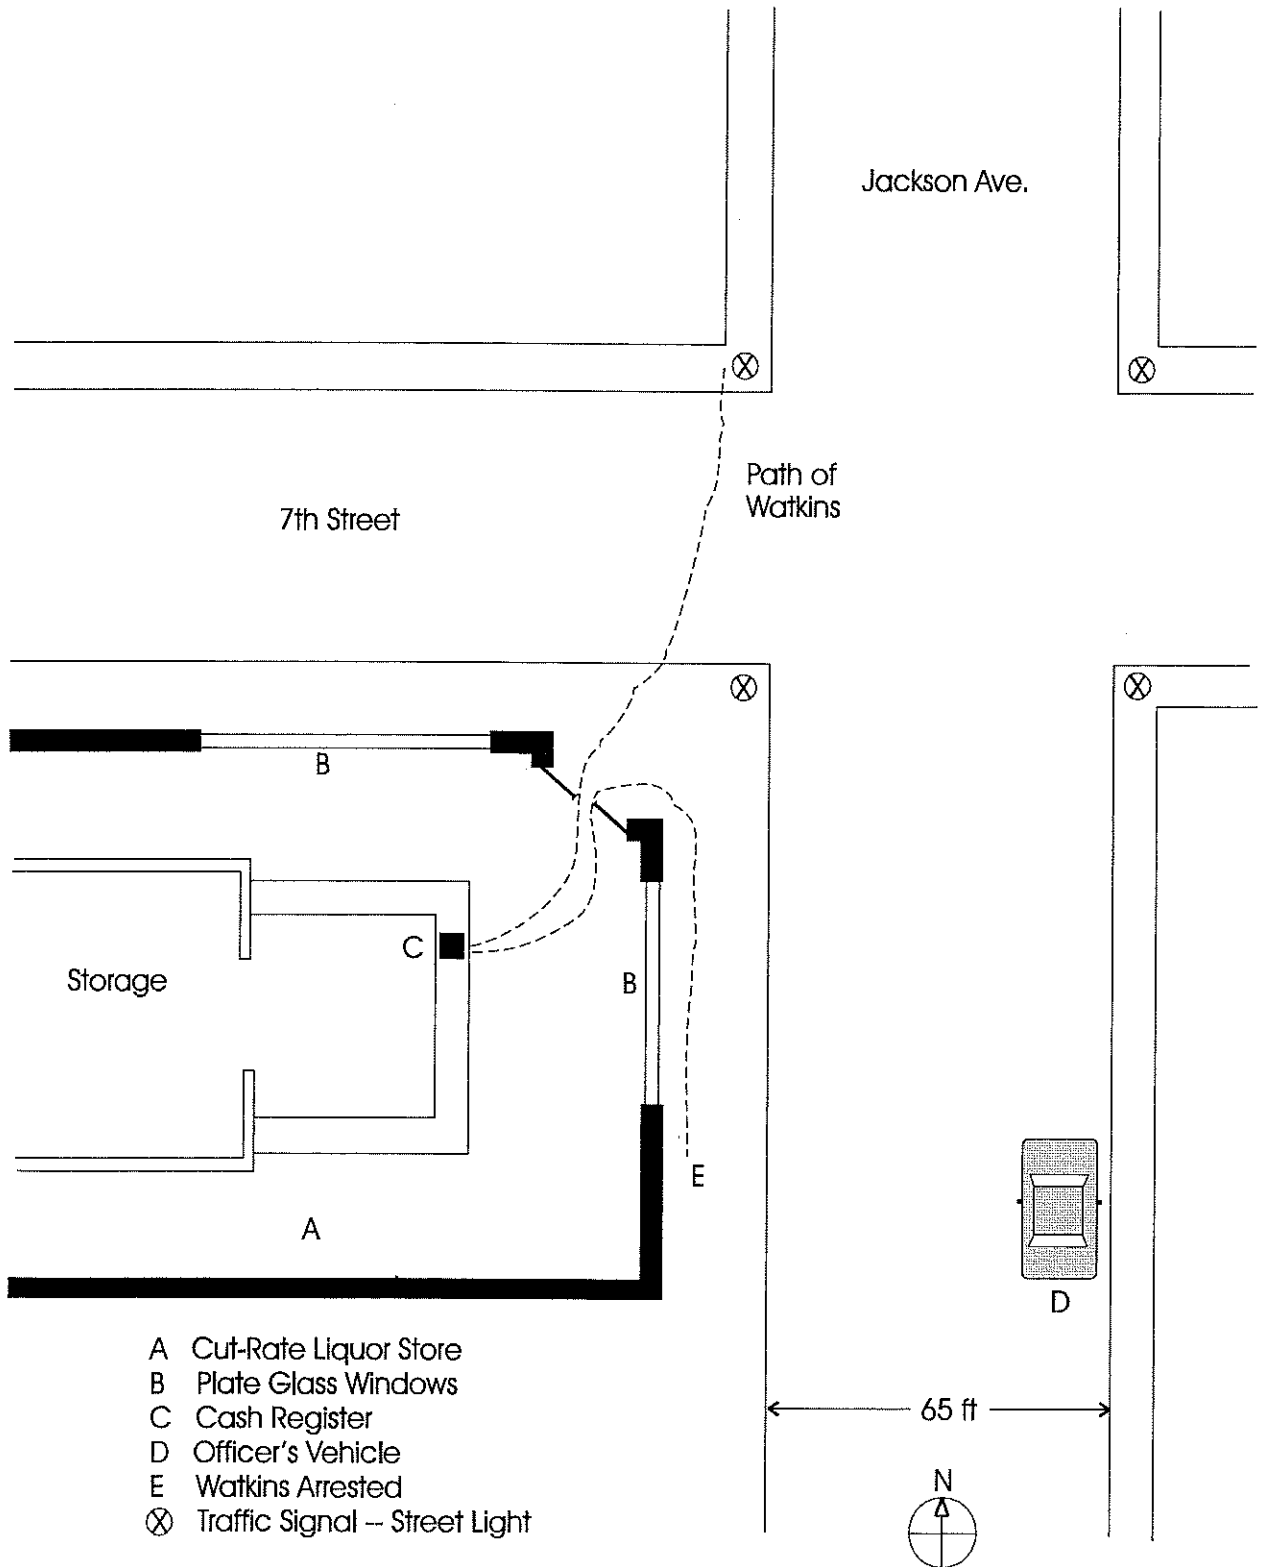 Jackson Ave.
Path of
Watkins
7th Street
B
C
Storage
B
E
A
D
A Cut-Rate Liquor Store
B Plate Glass Windows
C Cash Register
D Officer's Vehicle
E Watkins Arrested
Ⓧ Traffic Signal -- Street Light
65 ft
N